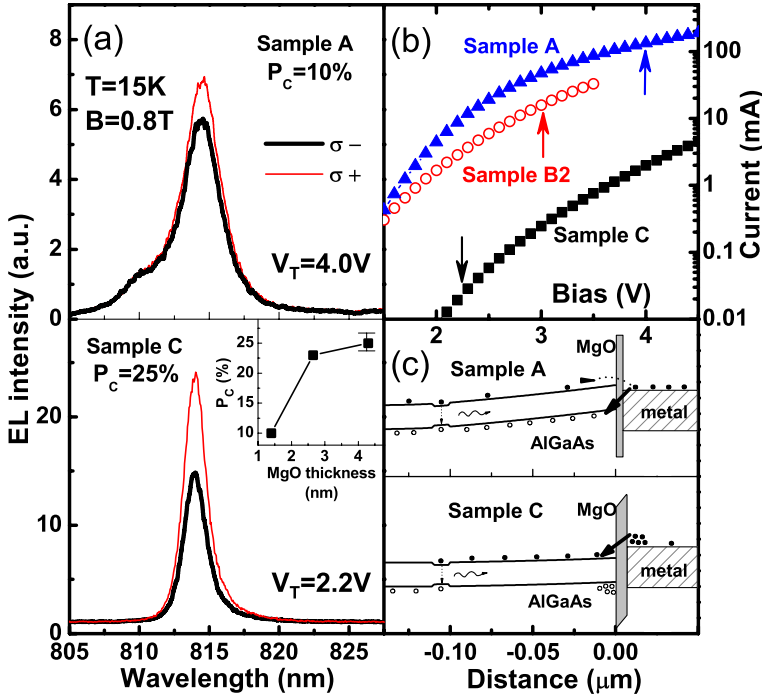 (a)
Sample A
P_C=10%
T=15K
B=0.8T
σ −
σ +
V_T=4.0V
8
6
4
2
0
EL intensity (a.u.)
Sample C
P_C=25%
V_T=2.2V
20
10
0
P_C (%)
25
20
15
10
1 2 3 4
MgO thickness
(nm)
805 810 815 820 825
Wavelength (nm)
(b)
Sample A
Sample B2
Sample C
Bias (V)
2 3 4
100
10
1
0.1
0.01
Current (mA)
(c)
MgO
Sample A
metal
AlGaAs
MgO
Sample C
metal
AlGaAs
-0.10 -0.05 0.00
Distance (μm)